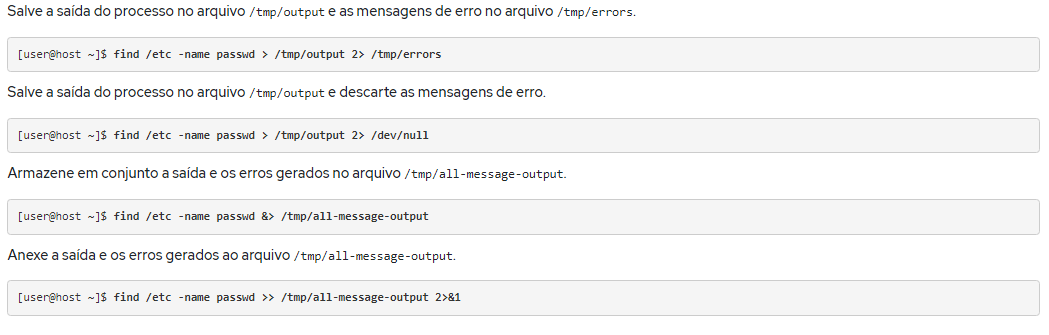 Salve a saída do processo no arquivo /tmp/output e as mensagens de erro no arquivo /tmp/errors.
[user@host ~]$ find /etc -name passwd > /tmp/output 2> /tmp/errors
Salve a saída do processo no arquivo /tmp/output e descarte as mensagens de erro.
[user@host ~]$ find /etc -name passwd > /tmp/output 2> /dev/null
Armazene em conjunto a saída e os erros gerados no arquivo /tmp/all-message-output.
[user@host ~]$ find /etc -name passwd &> /tmp/all-message-output
Anexe a saída e os erros gerados ao arquivo /tmp/all-message-output.
[user@host ~]$ find /etc -name passwd >> /tmp/all-message-output 2>&1